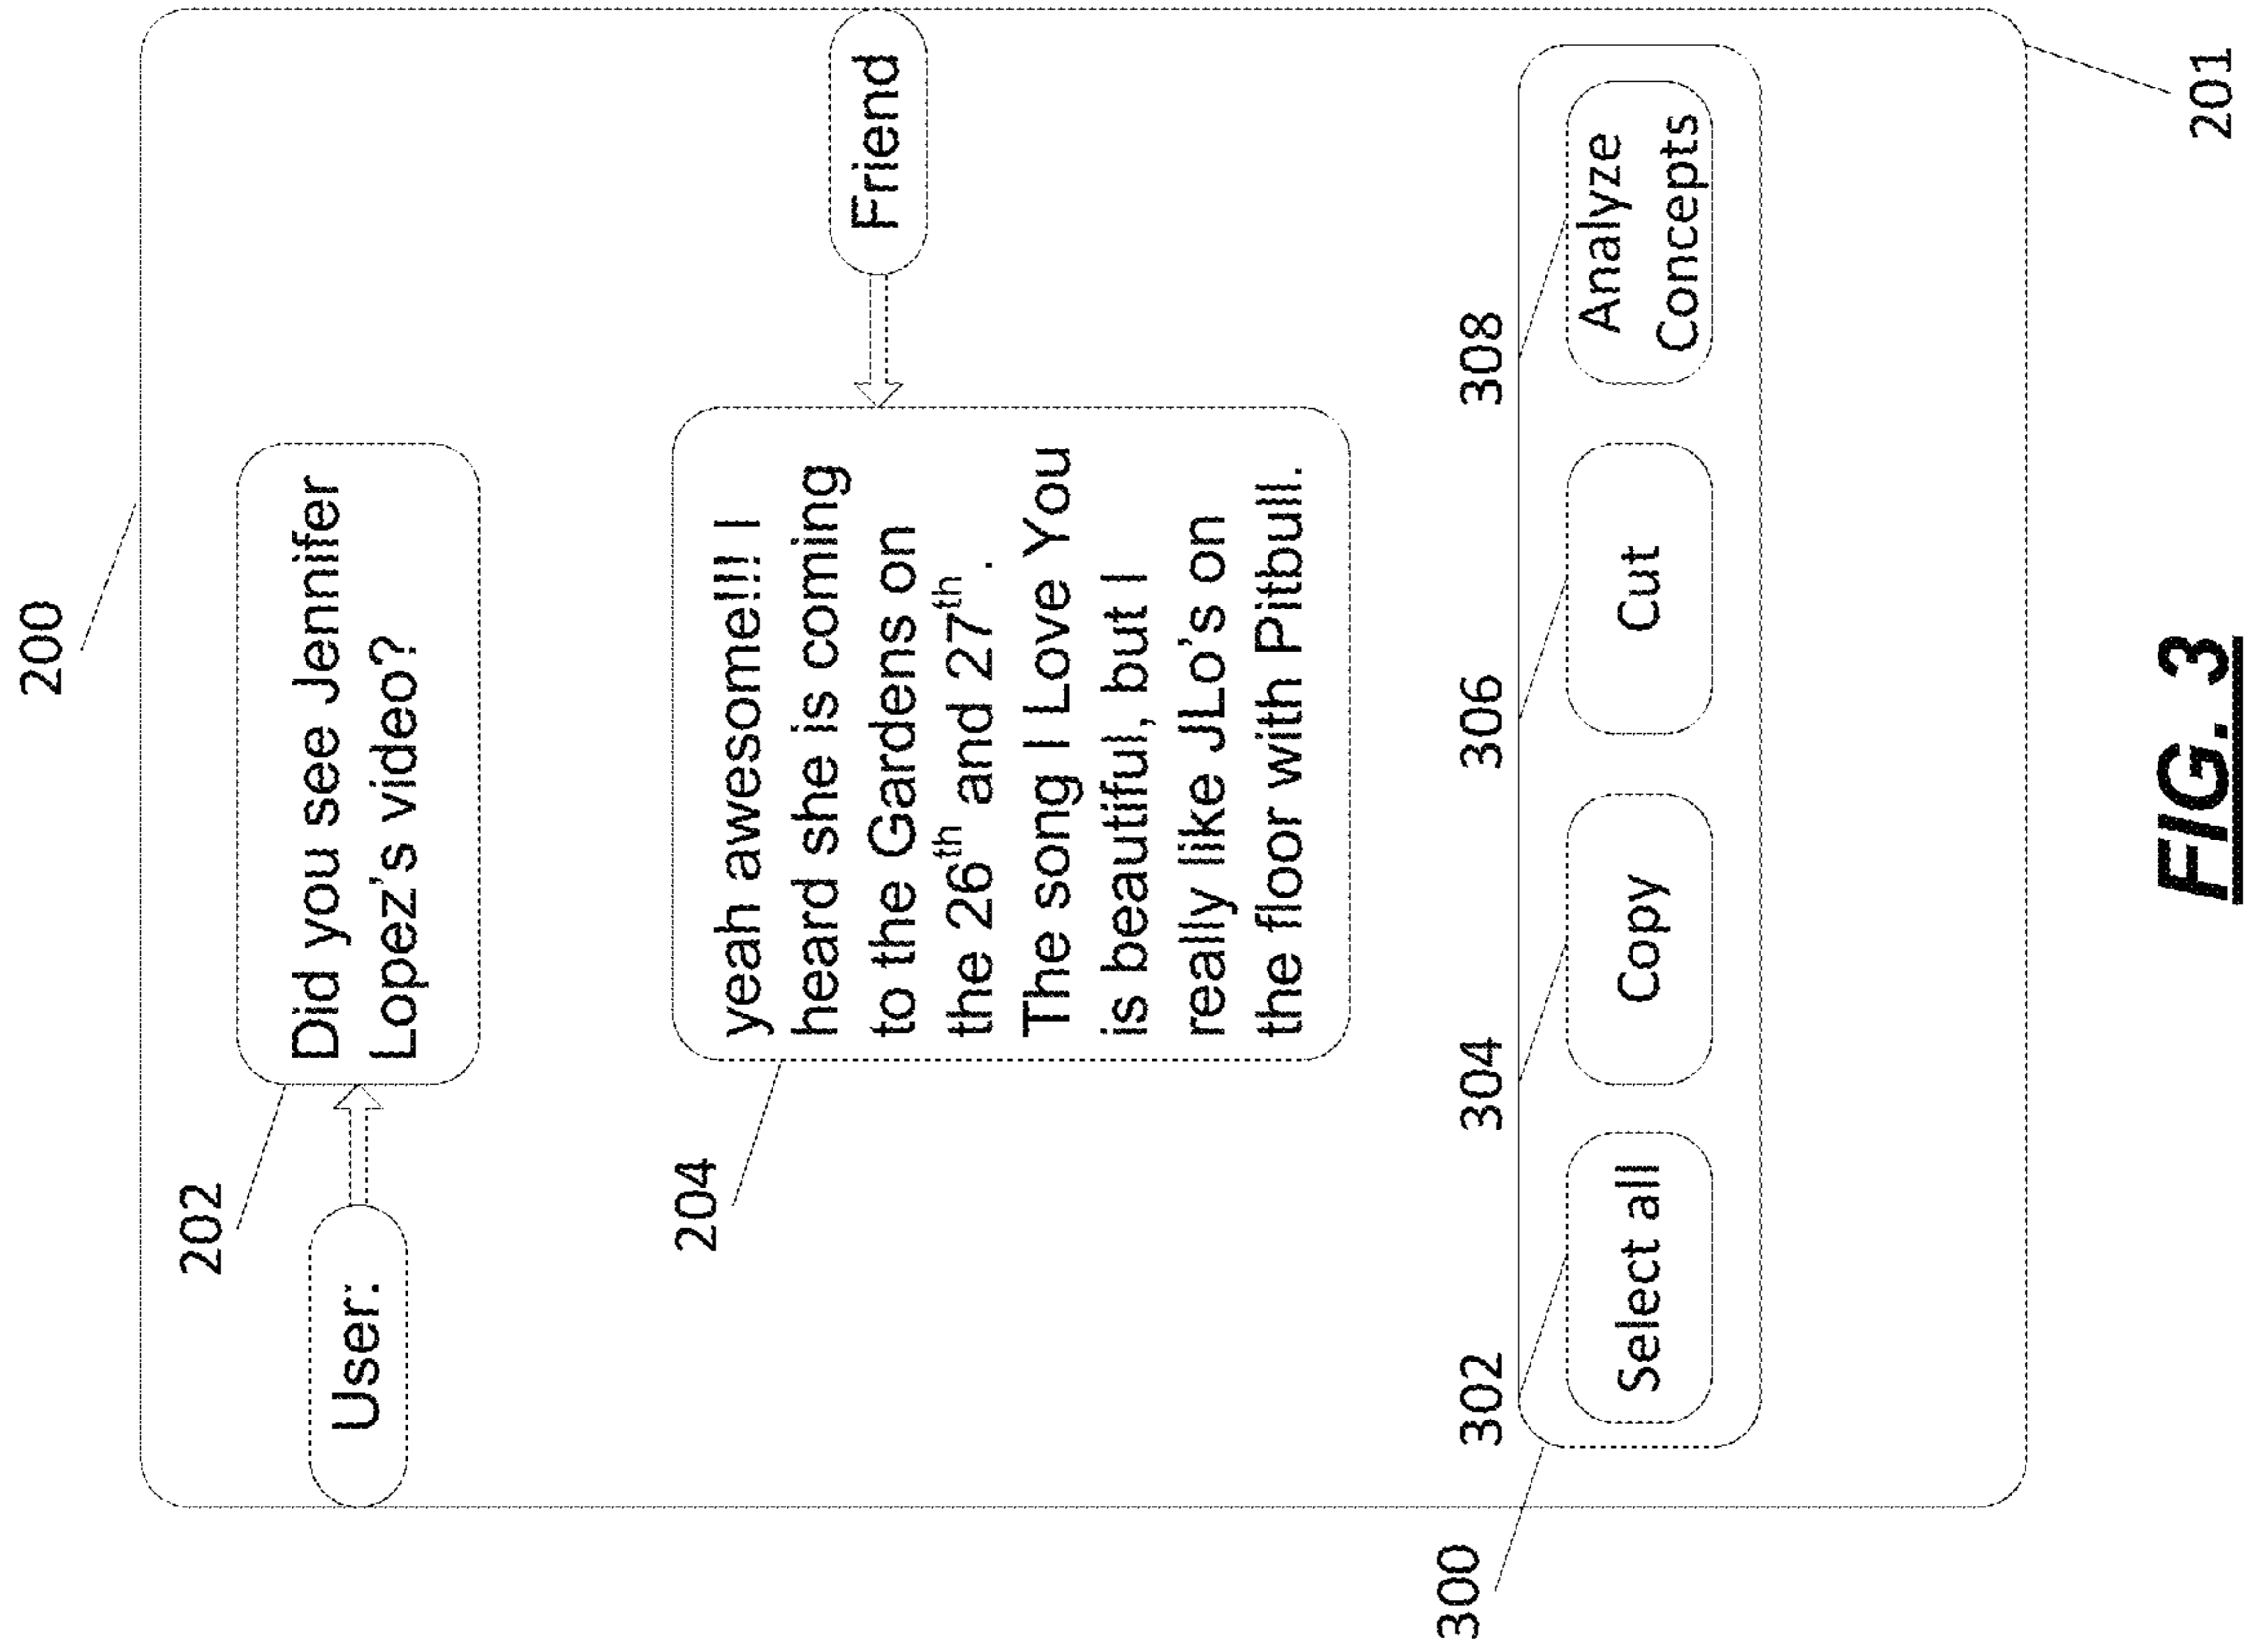 200
202
User:
Did you see Jennifer
Lopez's video?
204
yeah awesome!!! I
heard she is coming
to the Gardens on
the 26th and 27th.
The song I Love You
is beautiful, but I
really like JLo's on
the floor with Pitbull.
Friend
300
302
304
306
308
Select all
Copy
Cut
Analyze
Concepts
201
FIG. 3